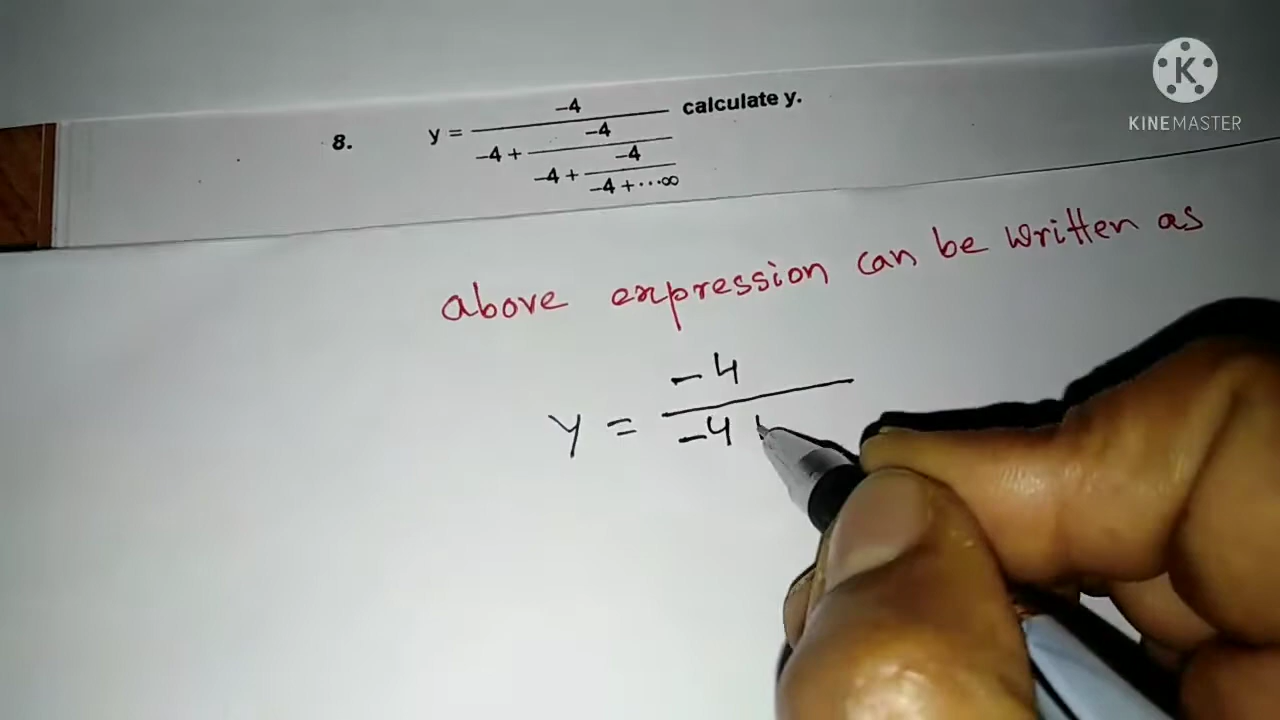 KINEMASTER
8. y = -4 / (-4 + -4 / (-4 + -4 / (-4 + ⋯∞))) calculate y.
above expression can be written as
y = -4 / -4